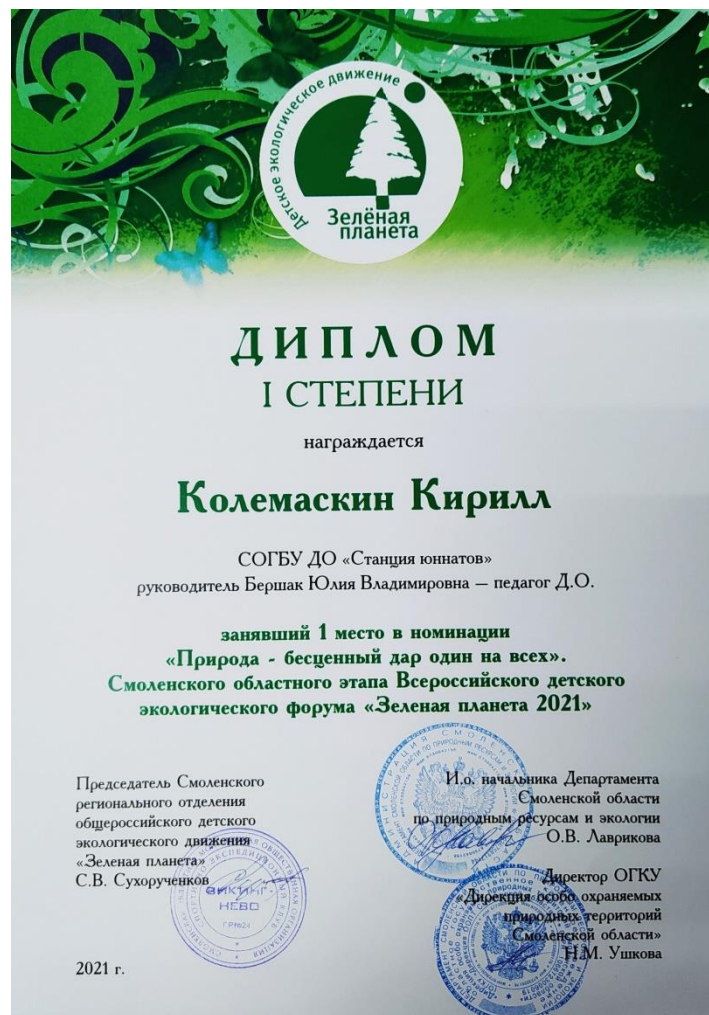 Детское экологическое движение
Зелёная
планета
ДИПЛОМ
I СТЕПЕНИ
награждается
Колемаскин Кирилл
СОГБУ ДО «Станция юннатов»
руководитель Бершак Юлия Владимировна — педагог Д.О.
занявший 1 место в номинации
«Природа - бесценный дар один на всех».
Смоленского областного этапа Всероссийского детского
экологического форума «Зеленая планета 2021»
Председатель Смоленского
регионального отделения
общероссийского детского
экологического движения
«Зеленая планета»
С.В. Сухорученков
ВИКИНГ-
НЕВО
И.о. начальника Департамента
Смоленской области
по природным ресурсам и экологии
О.В. Лаврикова
Директор ОГКУ
«Дирекция особо охраняемых
природных территорий
Смоленской области»
Н.М. Ушкова
2021 г.